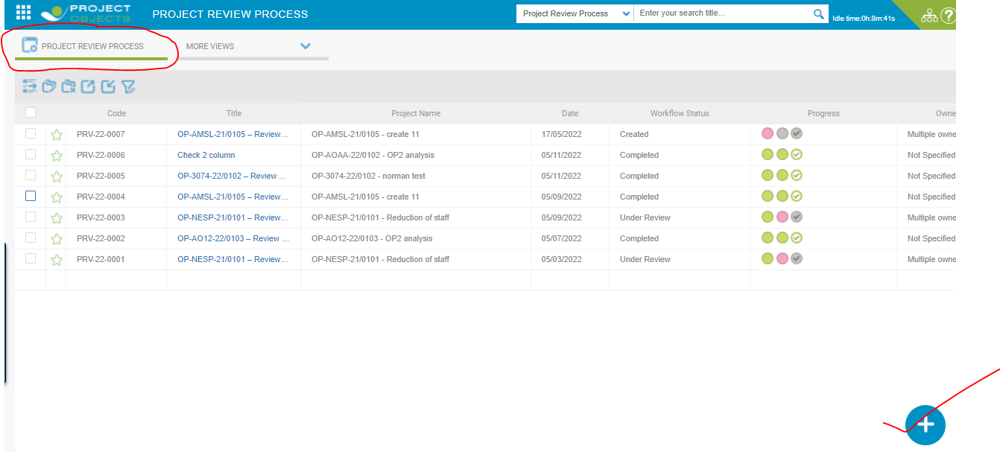 PROJECT OBJECTS PROJECT REVIEW PROCESS Project Review Process Enter your search title... Idle time:0h:8m:41s ?
PROJECT REVIEW PROCESS MORE VIEWS
Code Title Project Name Date Workflow Status Progress Owne
PRV-22-0007 OP-AMSL-21/0105 – Review... OP-AMSL-21/0105 - create 11 17/05/2022 Created Multiple owne
PRV-22-0006 Check 2 column OP-AOAA-22/0102 - OP2 analysis 05/11/2022 Completed Not Specified
PRV-22-0005 OP-3074-22/0102 – Review ... OP-3074-22/0102 - norman test 05/11/2022 Completed Not Specified
PRV-22-0004 OP-AMSL-21/0105 – Review... OP-AMSL-21/0105 - create 11 05/09/2022 Completed Not Specified
PRV-22-0003 OP-NESP-21/0101 – Review... OP-NESP-21/0101 - Reduction of staff 05/09/2022 Under Review Multiple owne
PRV-22-0002 OP-AO12-22/0103 – Review ... OP-AO12-22/0103 - OP2 analysis 05/07/2022 Completed Not Specified
PRV-22-0001 OP-NESP-21/0101 – Review... OP-NESP-21/0101 - Reduction of staff 05/03/2022 Under Review Multiple owne